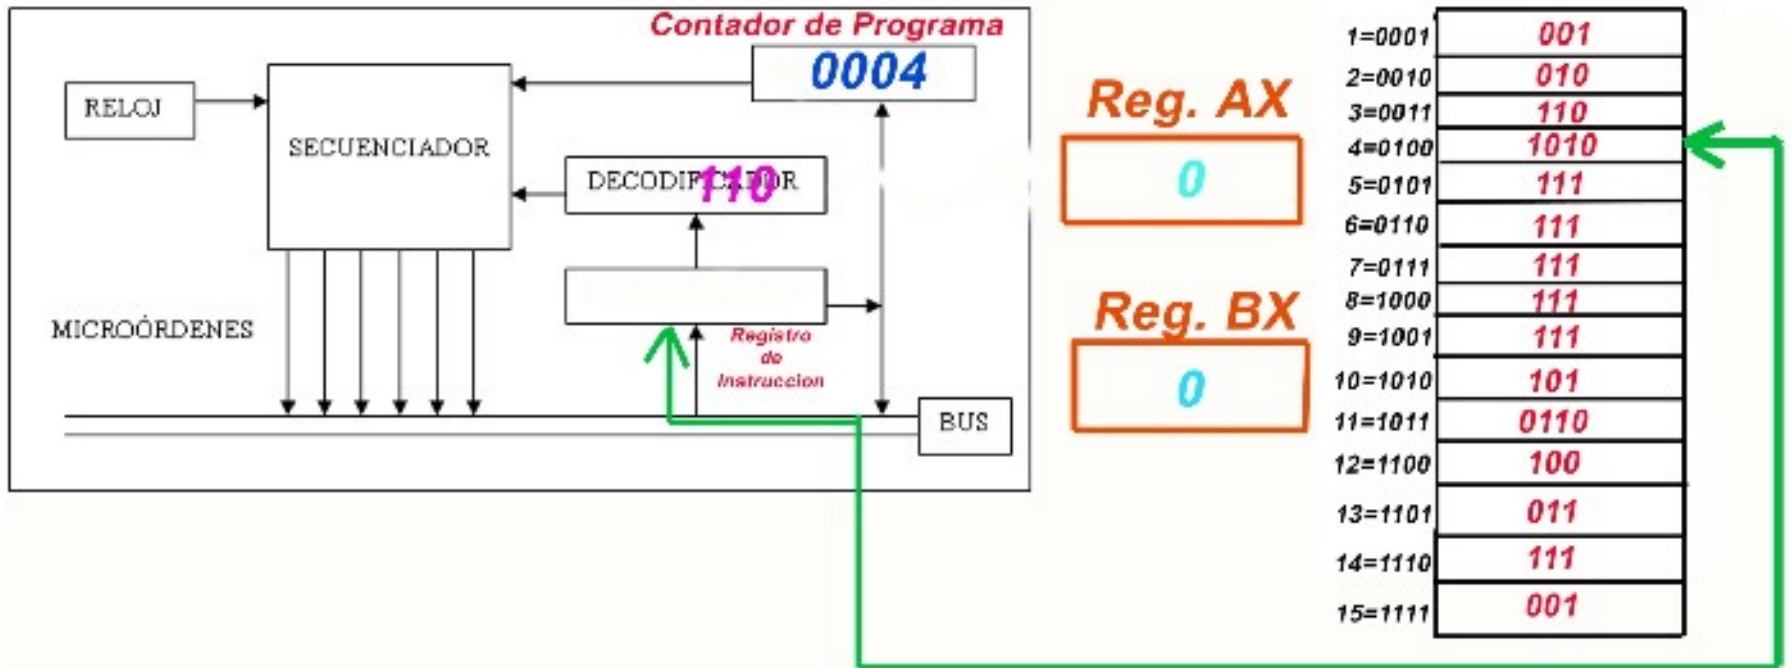 Contador de Programa
0004
RELOJ
SECUENCIADOR
DECODIFICADOR
110
MICROÓRDENES
Registro
de
Instruccion
BUS
Reg. AX
0
Reg. BX
0
1=0001 001
2=0010 010
3=0011 110
4=0100 1010
5=0101 111
6=0110 111
7=0111 111
8=1000 111
9=1001 111
10=1010 101
11=1011 0110
12=1100 100
13=1101 011
14=1110 111
15=1111 001